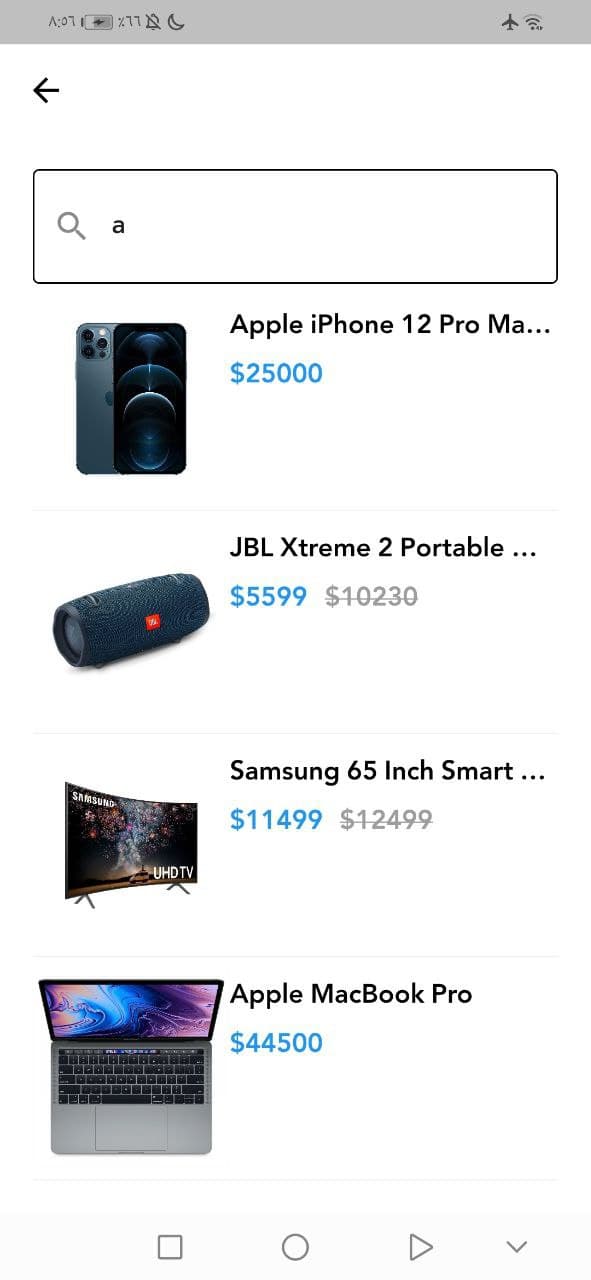 ٨:٥٦ ٪٦٦
a
Apple iPhone 12 Pro Ma...
$25000
JBL Xtreme 2 Portable ...
$5599 $10230
JBL
Samsung 65 Inch Smart ...
$11499 $12499
SAMSUNG
UHDTV
Apple MacBook Pro
$44500